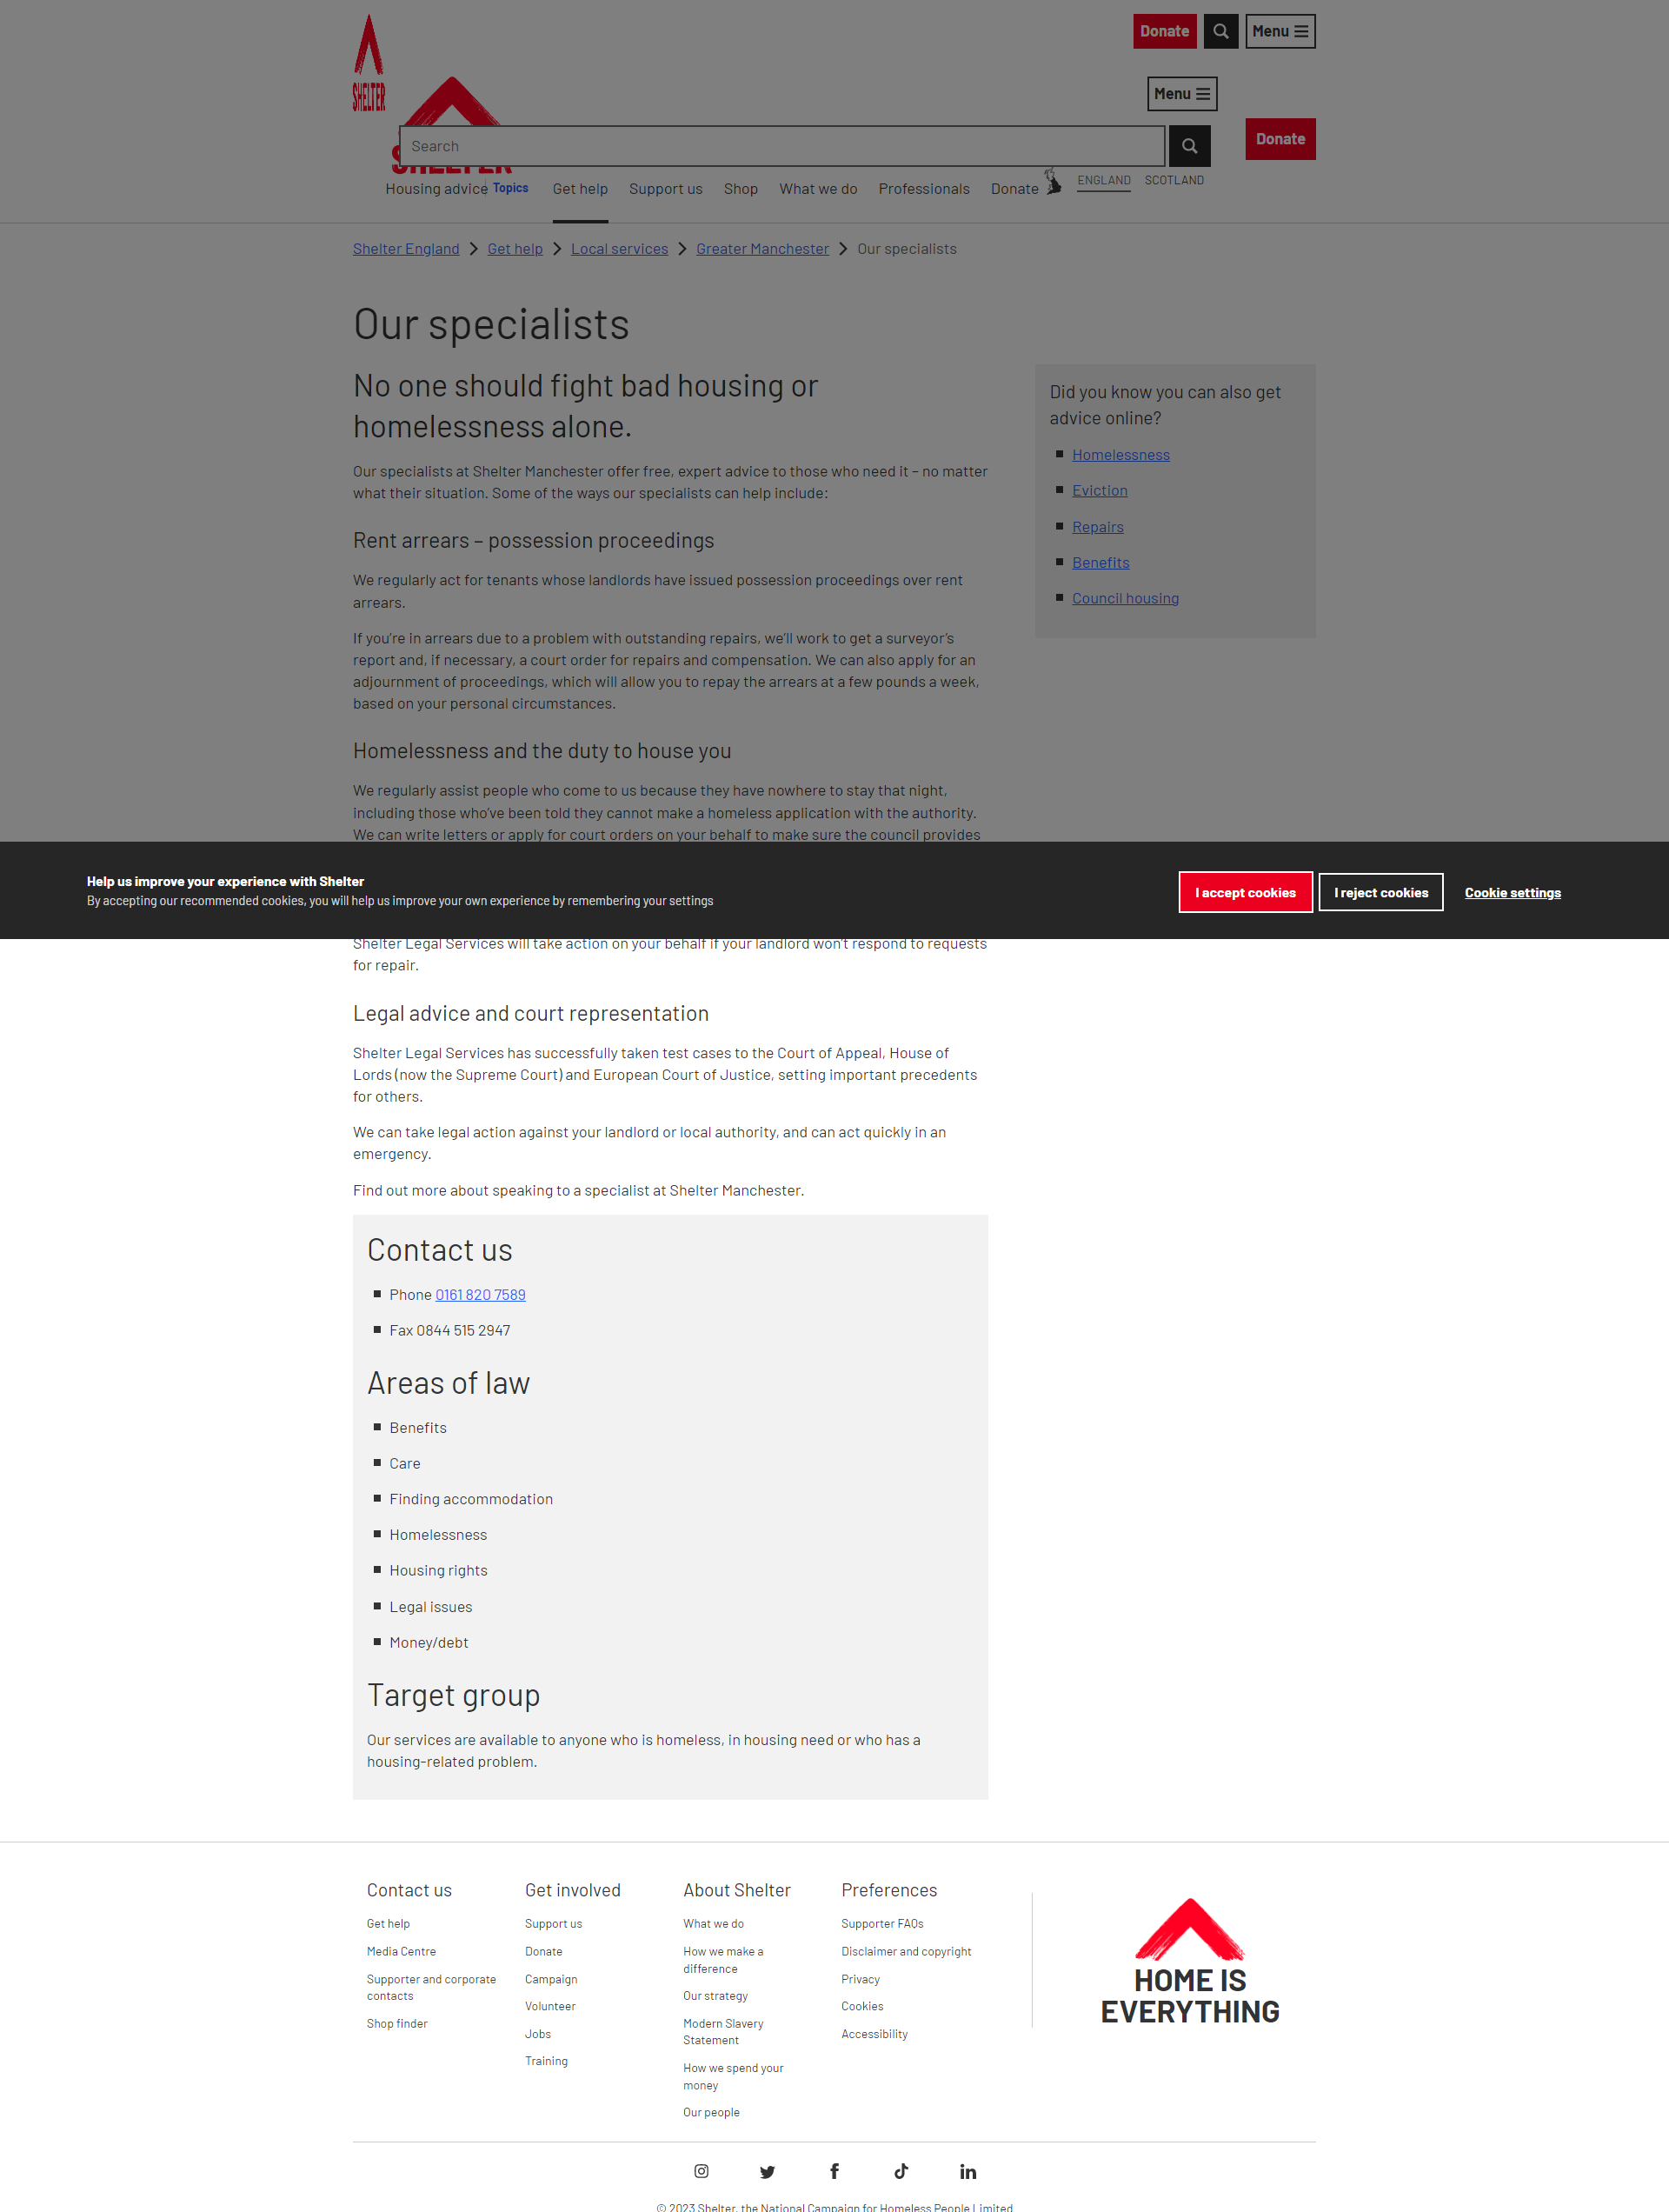 Donate
Menu
SHELTER
Menu
Search
Donate
Housing advice
Topics
Get help
Support us
Shop
What we do
Professionals
Donate
ENGLAND
SCOTLAND
Shelter England
Get help
Local services
Greater Manchester
Our specialists
Our specialists
No one should fight bad housing or
homelessness alone.
Our specialists at Shelter Manchester offer free, expert advice to those who need it – no matter
what their situation. Some of the ways our specialists can help include:
Rent arrears – possession proceedings
We regularly act for tenants whose landlords have issued possession proceedings over rent
arrears.
If you're in arrears due to a problem with outstanding repairs, we'll work to get a surveyor's
report and, if necessary, a court order for repairs and compensation. We can also apply for an
adjournment of proceedings, which will allow you to repay the arrears at a few pounds a week,
based on your personal circumstances.
Homelessness and the duty to house you
We regularly assist people who come to us because they have nowhere to stay that night,
including those who've been told they cannot make a homeless application with the authority.
We can write letters or apply for court orders on your behalf to make sure the council provides
Did you know you can also get
advice online?
Homelessness
Eviction
Repairs
Benefits
Council housing
Help us improve your experience with Shelter
By accepting our recommended cookies, you will help us improve your own experience by remembering your settings
I accept cookies
I reject cookies
Cookie settings
Shelter Legal Services will take action on your behalf if your landlord won't respond to requests
for repair.
Legal advice and court representation
Shelter Legal Services has successfully taken test cases to the Court of Appeal, House of
Lords (now the Supreme Court) and European Court of Justice, setting important precedents
for others.
We can take legal action against your landlord or local authority, and can act quickly in an
emergency.
Find out more about speaking to a specialist at Shelter Manchester.
Contact us
Phone 0161 820 7589
Fax 0844 515 2947
Areas of law
Benefits
Care
Finding accommodation
Homelessness
Housing rights
Legal issues
Money/debt
Target group
Our services are available to anyone who is homeless, in housing need or who has a
housing-related problem.
Contact us
Get help
Media Centre
Supporter and corporate
contacts
Shop finder
Get involved
Support us
Donate
Campaign
Volunteer
Jobs
Training
About Shelter
What we do
How we make a
difference
Our strategy
Modern Slavery
Statement
How we spend your
money
Our people
Preferences
Supporter FAQs
Disclaimer and copyright
Privacy
Cookies
Accessibility
HOME IS
EVERYTHING
© 2023 Shelter, the National Campaign for Homeless People Limited